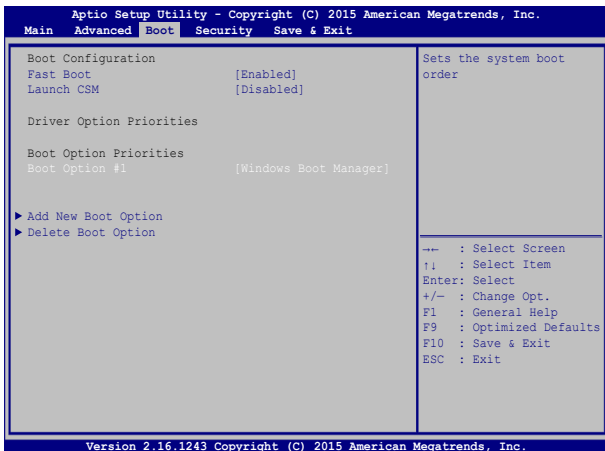 Aptio Setup Utility - Copyright (C) 2015 American Megatrends, Inc.
Main Advanced Boot Security Save & Exit
Boot Configuration
Fast Boot [Enabled]
Launch CSM [Disabled]
Driver Option Priorities
Boot Option Priorities
Boot Option #1 [Windows Boot Manager]
▶ Add New Boot Option
▶ Delete Boot Option
Sets the system boot
order
→← : Select Screen
↑↓ : Select Item
Enter: Select
+/— : Change Opt.
F1 : General Help
F9 : Optimized Defaults
F10 : Save & Exit
ESC : Exit
Version 2.16.1243 Copyright (C) 2015 American Megatrends, Inc.